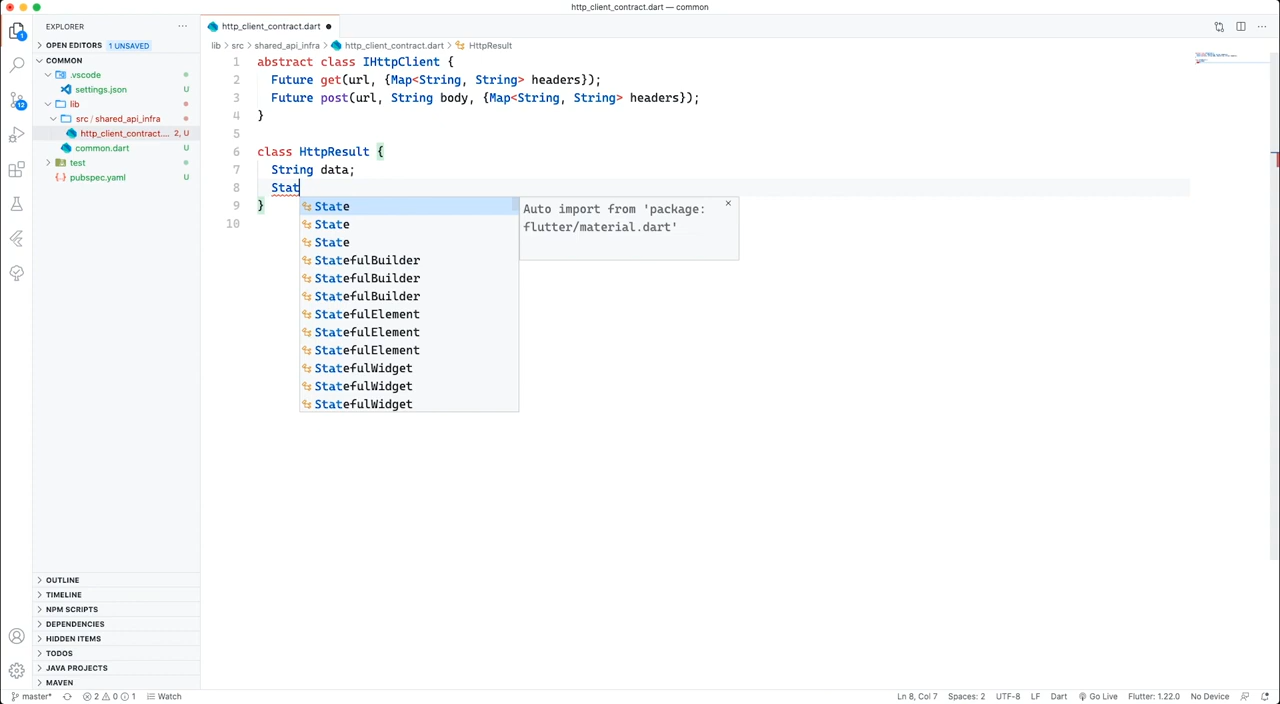 http_client_contract.dart — common
EXPLORER
OPEN EDITORS 1 UNSAVED
COMMON
.vscode
settings.json U
lib
src / shared_api_infra
http_client_contract.... 2, U
common.dart U
test
pubspec.yaml U
OUTLINE
TIMELINE
NPM SCRIPTS
DEPENDENCIES
HIDDEN ITEMS
TODOS
JAVA PROJECTS
MAVEN
1
12
http_client_contract.dart
lib > src > shared_api_infra > http_client_contract.dart > HttpResult
1 abstract class IHttpClient {
2 Future get(url, {Map<String, String> headers});
3 Future post(url, String body, {Map<String, String> headers});
4 }
5
6 class HttpResult {
7 String data;
8 Stat
9 }
10
State
State
State
StatefulBuilder
StatefulBuilder
StatefulBuilder
StatefulElement
StatefulElement
StatefulElement
StatefulWidget
StatefulWidget
StatefulWidget
Auto import from 'package:
flutter/material.dart'
master* 2 0 1 Watch
Ln 8, Col 7 Spaces: 2 UTF-8 LF Dart Go Live Flutter: 1.22.0 No Device